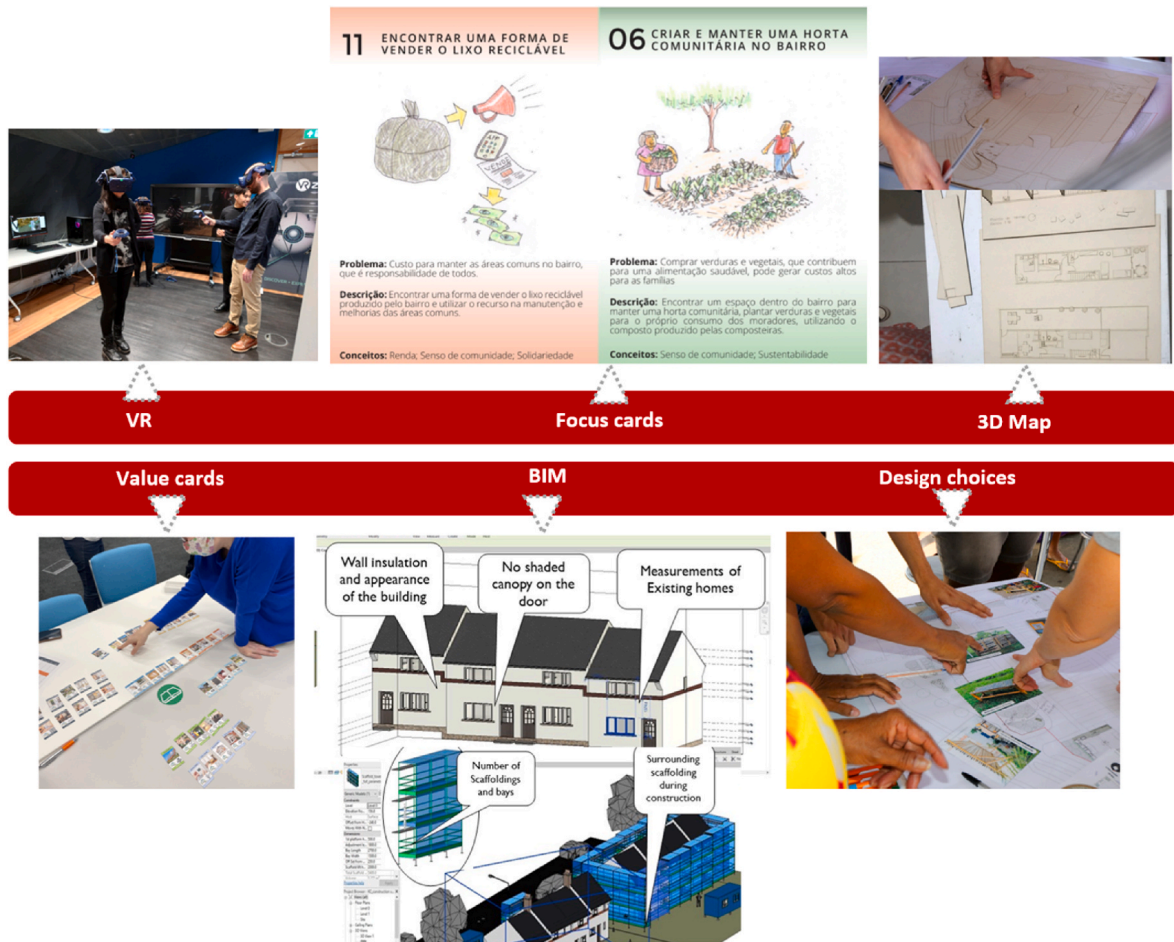 11 ENCONTRAR UMA FORMA DE
VENDER O LIXO RECICLÁVEL
Problema: Custo para manter as áreas comuns no bairro,
que é responsabilidade de todos.
Descrição: Encontrar uma forma de vender o lixo reciclável
produzido pelo bairro e utilizar o recurso na manutenção e
melhorias das áreas comuns.
Conceitos: Renda; Senso de comunidade; Solidariedade
06 CRIAR E MANTER UMA HORTA
COMUNITÁRIA NO BAIRRO
Problema: Comprar verduras e vegetais, que contribuem
para uma alimentação saudável, pode gerar custos altos
para as famílias
Descrição: Encontrar um espaço dentro do bairro para
manter uma horta comunitária, plantar verduras e vegetais
para o próprio consumo dos moradores, utilizando o
composto produzido pelas composteiras.
Conceitos: Senso de comunidade; Sustentabilidade
VR
Focus cards
3D Map
Value cards
BIM
Design choices
Wall insulation
and appearance
of the building
No shaded
canopy on the
door
Measurements of
Existing homes
Number of
Scaffoldings
and bays
Surrounding
scaffolding
during
construction